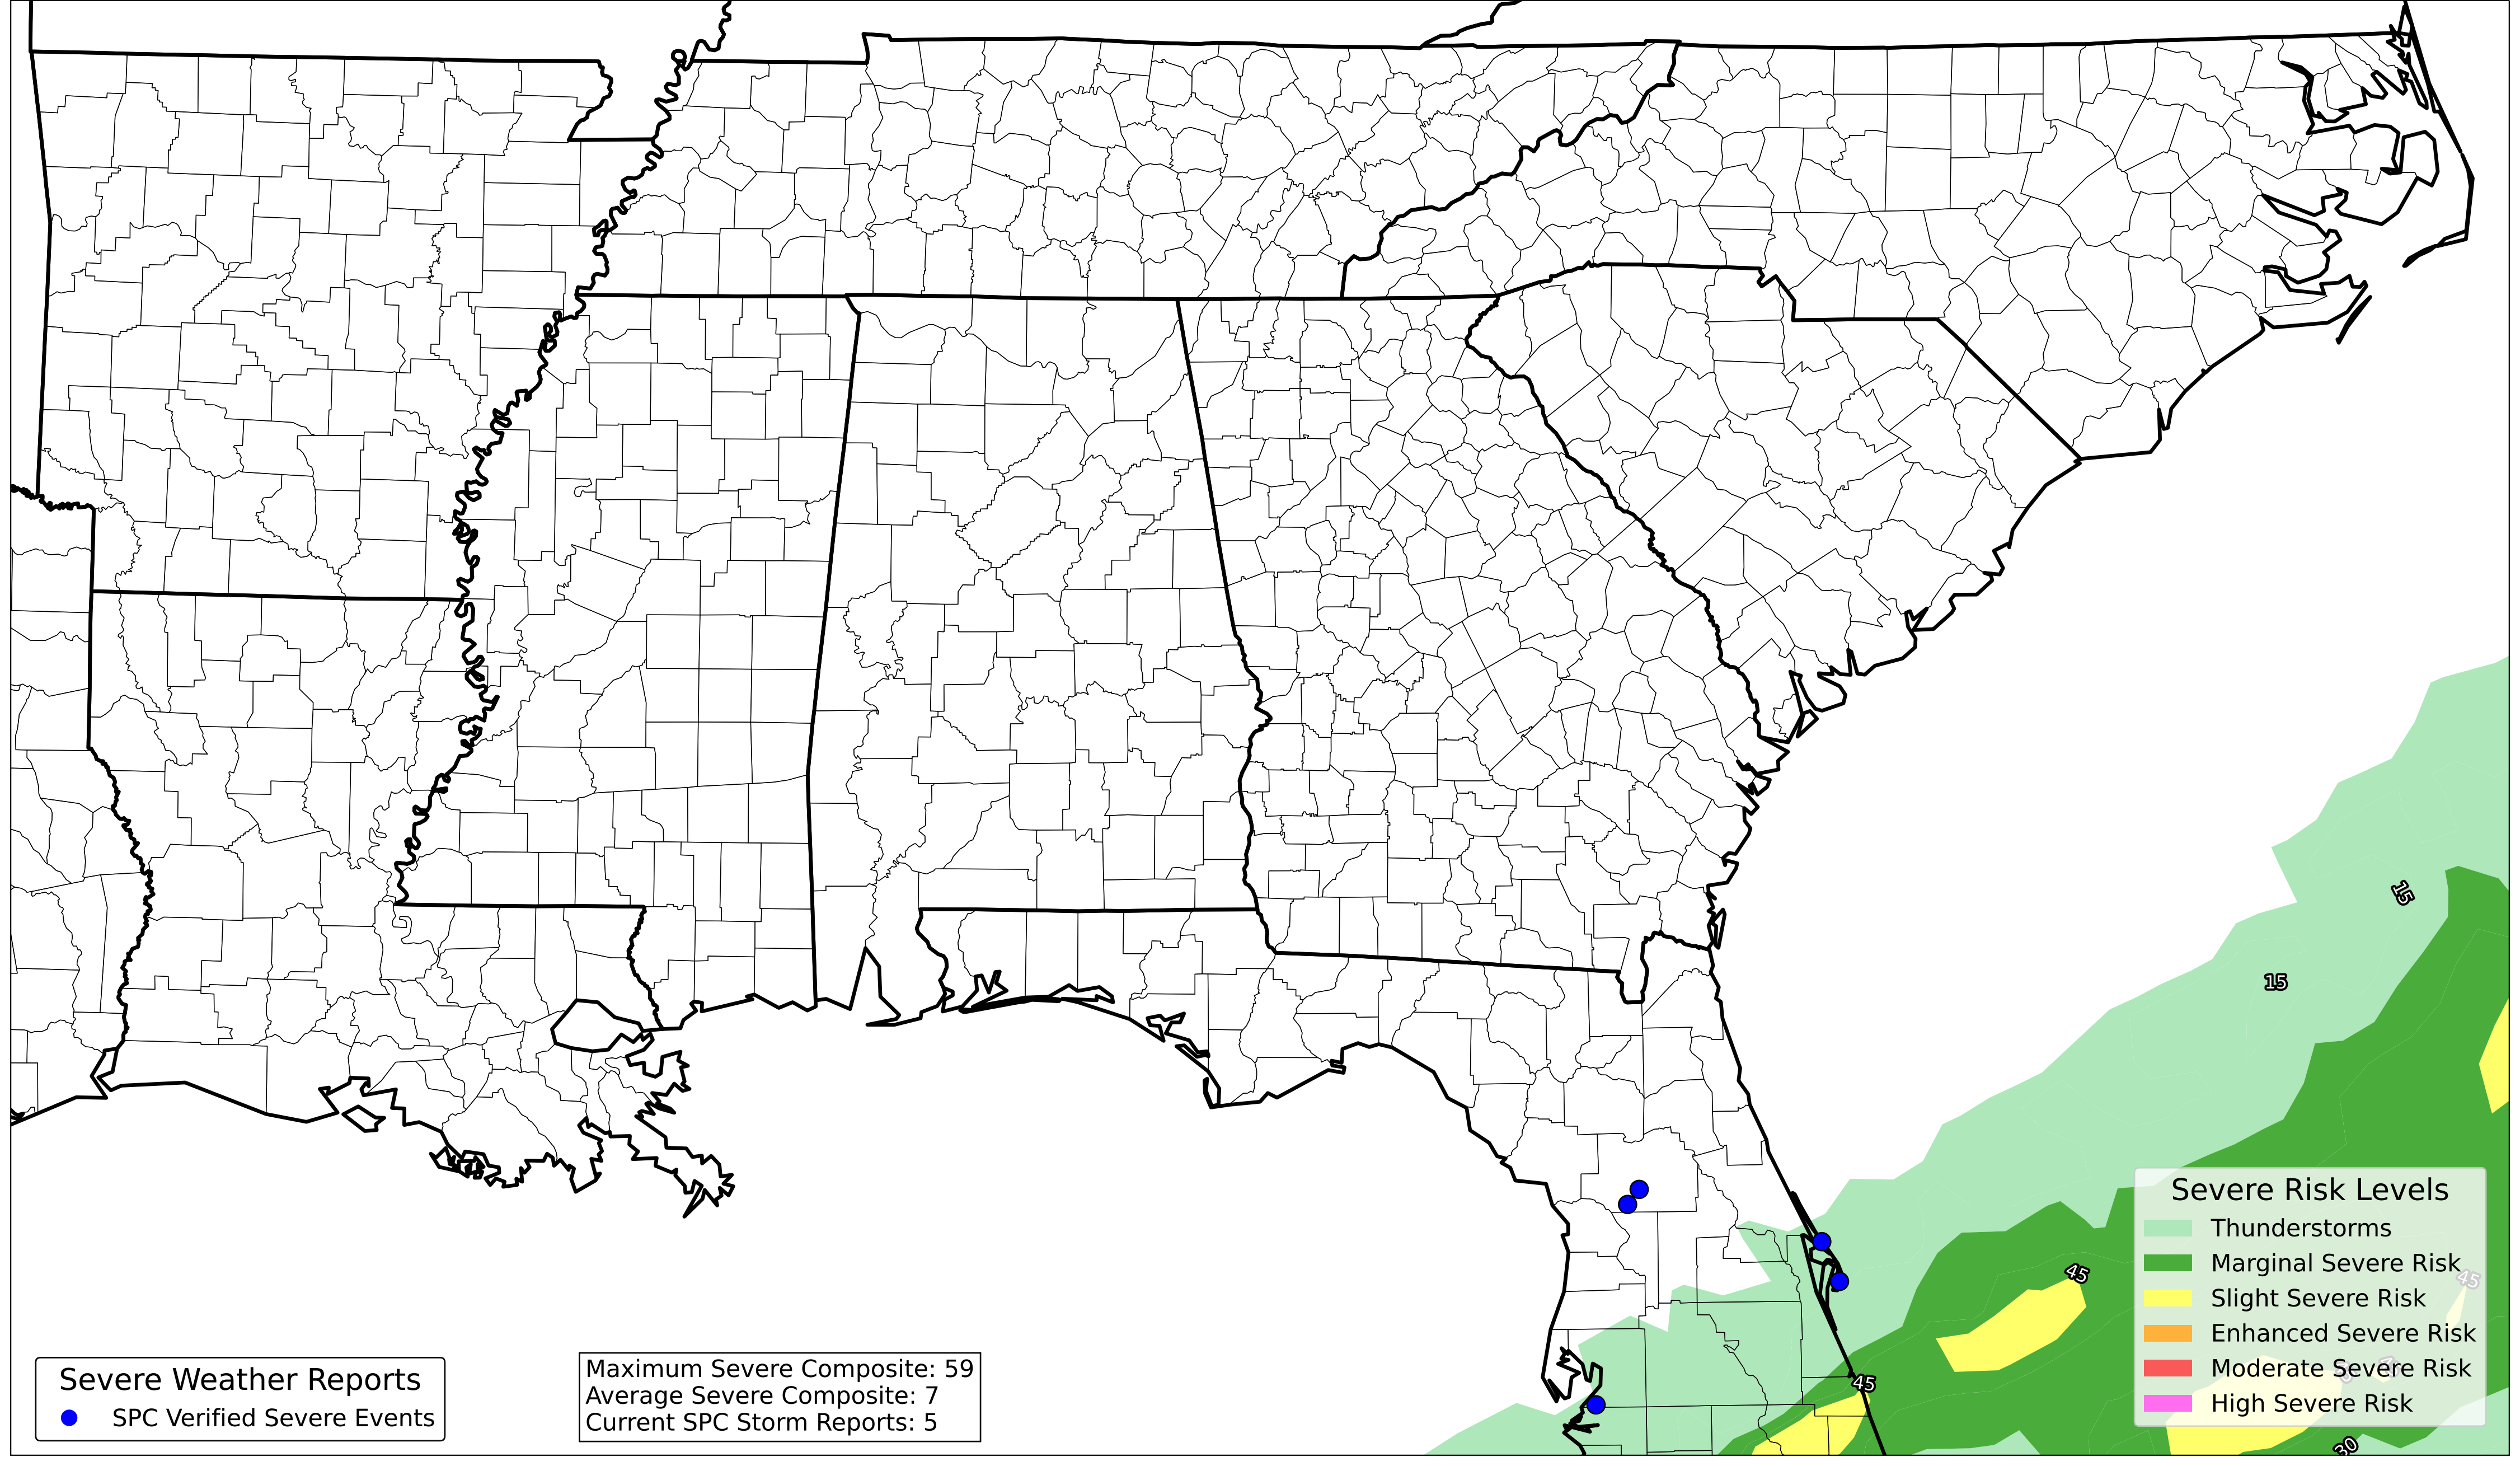 15
15
Severe Risk Levels
Thunderstorms
Marginal Severe Risk
Slight Severe Risk
Enhanced Severe Risk
Moderate Severe Risk
High Severe Risk
45
45
45
30
Severe Weather Reports
SPC Verified Severe Events
Maximum Severe Composite: 59
Average Severe Composite: 7
Current SPC Storm Reports: 5